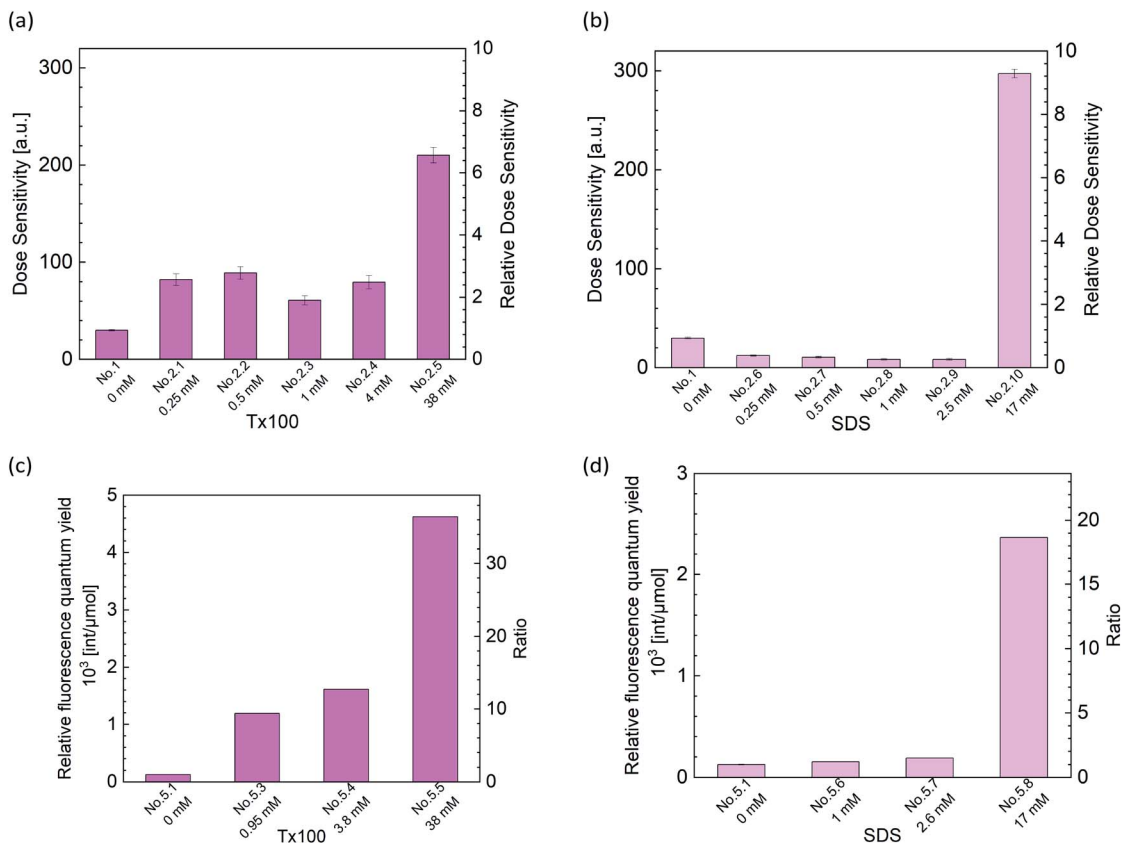 (a)
300
200
100
0
Dose Sensitivity [a.u.]
10
8
6
4
2
0
Relative Dose Sensitivity
No.1
0 mM
No.2.1
0.25 mM
No.2.2
0.5 mM
No.2.3
1 mM
No.2.4
4 mM
No.2.5
38 mM
Tx100
(b)
300
200
100
0
Dose Sensitivity [a.u.]
10
8
6
4
2
0
Relative Dose Sensitivity
No.1
0 mM
No.2.6
0.25 mM
No.2.7
0.5 mM
No.2.8
1 mM
No.2.9
2.5 mM
No.2.10
17 mM
SDS
(c)
5
4
3
2
1
0
Relative fluorescence quantum yield
10³ [int/μmol]
30
20
10
0
Ratio
No.5.1
0 mM
No.5.3
0.95 mM
No.5.4
3.8 mM
No.5.5
38 mM
Tx100
(d)
3
2
1
0
Relative fluorescence quantum yield
10³ [int/μmol]
20
15
10
5
0
Ratio
No.5.1
0 mM
No.5.6
1 mM
No.5.7
2.6 mM
No.5.8
17 mM
SDS